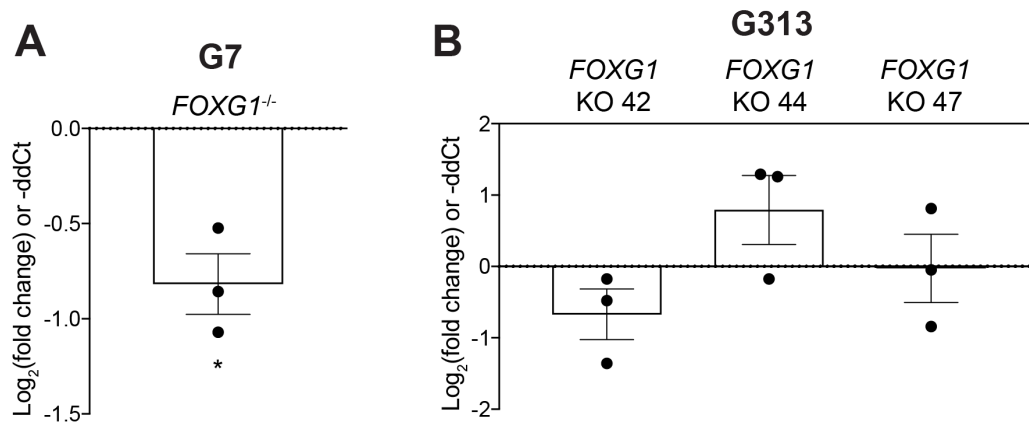 A
G7
FOXG1-/-
Log2(fold change) or -ddCt
0.0
-0.5
-1.0
-1.5
*
B
G313
FOXG1 KO 42
FOXG1 KO 44
FOXG1 KO 47
Log2(fold change) or -ddCt
2
1
0
-1
-2